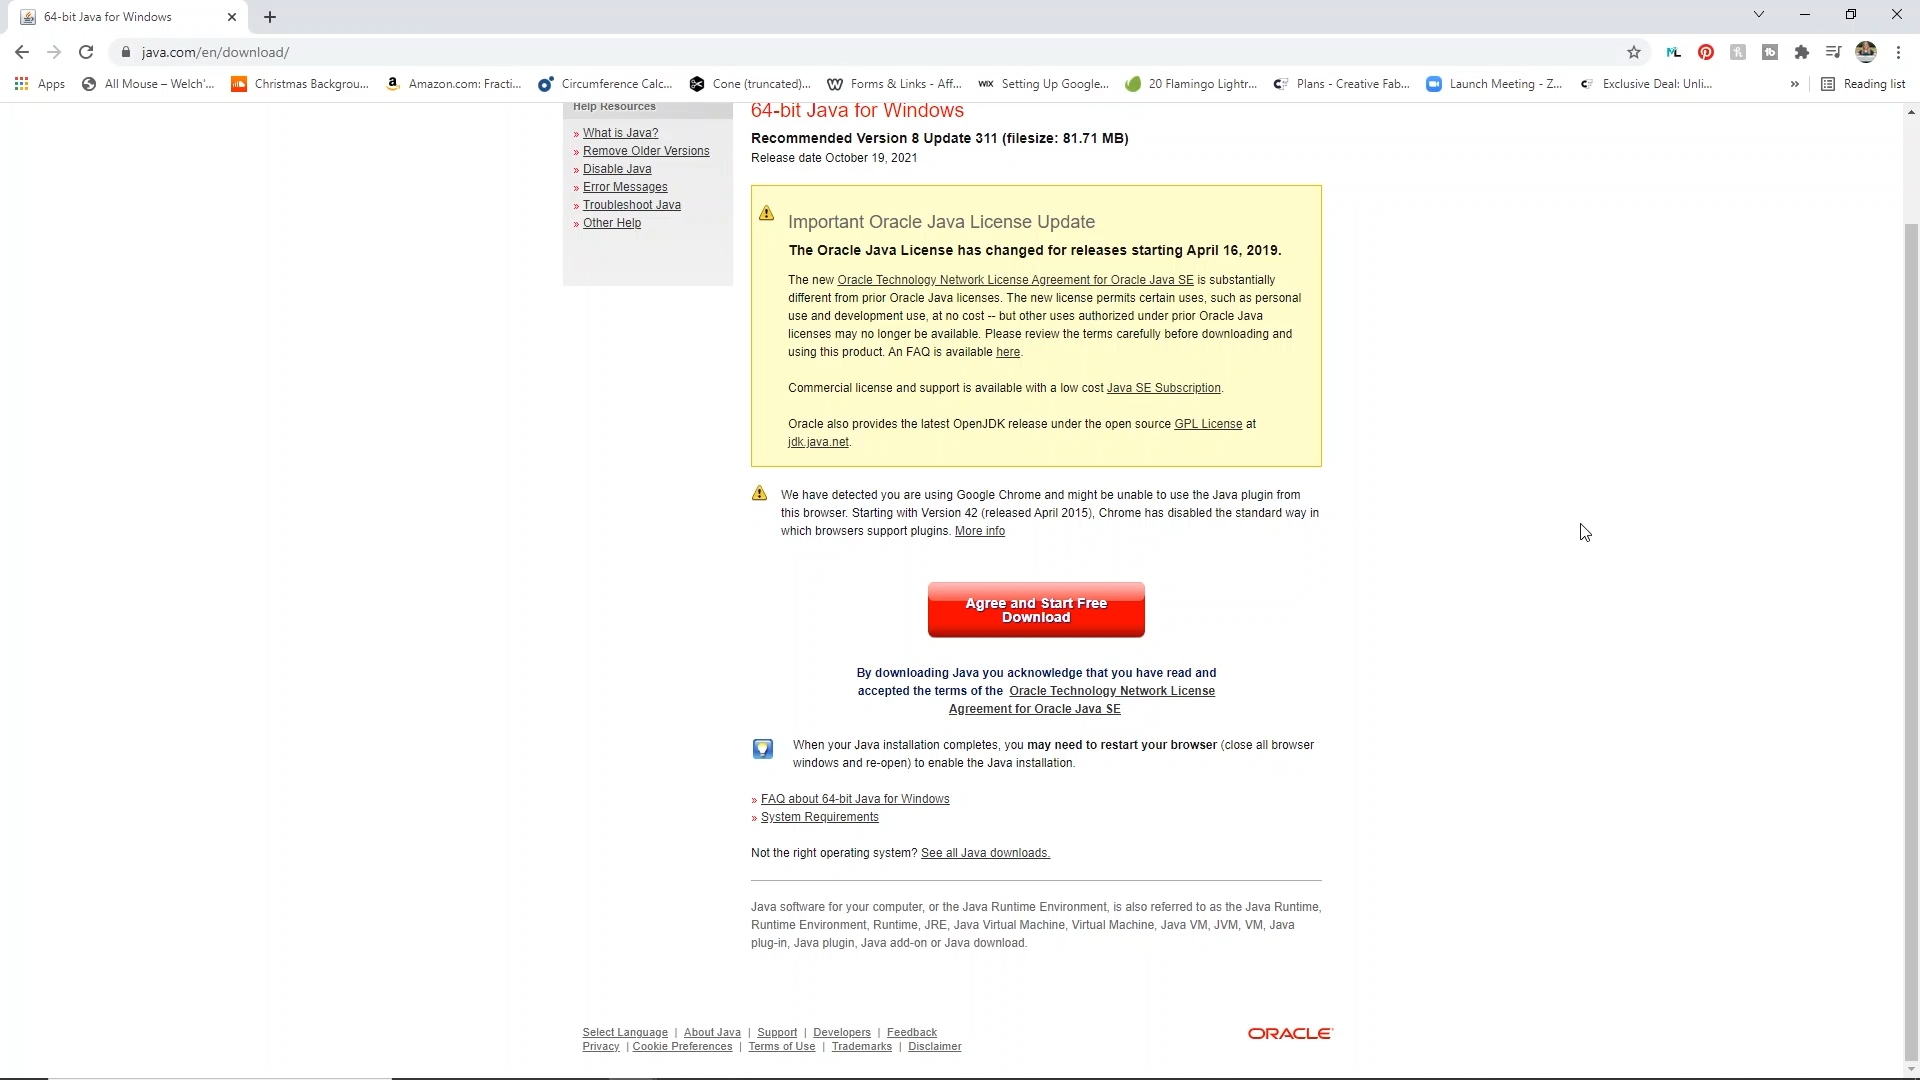 64-bit Java for Windows
java.com/en/download/
Apps
All Mouse – Welch'...
Christmas Backgrou...
Amazon.com: Fracti...
Circumference Calc...
Cone (truncated)...
Forms & Links - Aff...
WIX Setting Up Google...
20 Flamingo Lightr...
Plans - Creative Fab...
Launch Meeting - Z...
Exclusive Deal: Unli...
» Reading list
Help Resources
» What is Java?
» Remove Older Versions
» Disable Java
» Error Messages
» Troubleshoot Java
» Other Help
64-bit Java for Windows
Recommended Version 8 Update 311 (filesize: 81.71 MB)
Release date October 19, 2021
Important Oracle Java License Update
The Oracle Java License has changed for releases starting April 16, 2019.
The new Oracle Technology Network License Agreement for Oracle Java SE is substantially
different from prior Oracle Java licenses. The new license permits certain uses, such as personal
use and development use, at no cost -- but other uses authorized under prior Oracle Java
licenses may no longer be available. Please review the terms carefully before downloading and
using this product. An FAQ is available here.
Commercial license and support is available with a low cost Java SE Subscription.
Oracle also provides the latest OpenJDK release under the open source GPL License at
jdk.java.net.
We have detected you are using Google Chrome and might be unable to use the Java plugin from
this browser. Starting with Version 42 (released April 2015), Chrome has disabled the standard way in
which browsers support plugins. More info
Agree and Start Free
Download
By downloading Java you acknowledge that you have read and
accepted the terms of the Oracle Technology Network License
Agreement for Oracle Java SE
When your Java installation completes, you may need to restart your browser (close all browser
windows and re-open) to enable the Java installation.
» FAQ about 64-bit Java for Windows
» System Requirements
Not the right operating system? See all Java downloads.
Java software for your computer, or the Java Runtime Environment, is also referred to as the Java Runtime,
Runtime Environment, Runtime, JRE, Java Virtual Machine, Virtual Machine, Java VM, JVM, VM, Java
plug-in, Java plugin, Java add-on or Java download.
Select Language | About Java | Support | Developers | Feedback
Privacy | Cookie Preferences | Terms of Use | Trademarks | Disclaimer
ORACLE